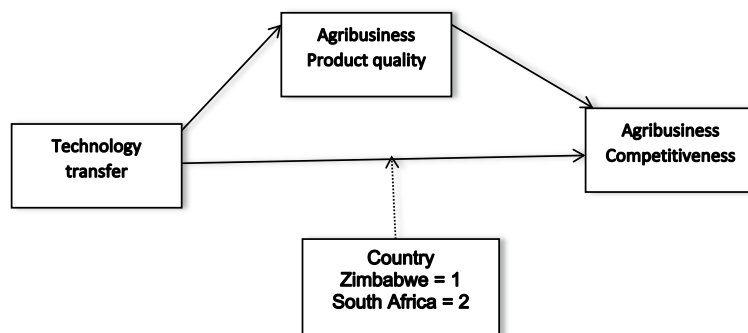 Agribusiness
Product quality
Technology
transfer
Agribusiness
Competitiveness
Country
Zimbabwe = 1
South Africa = 2